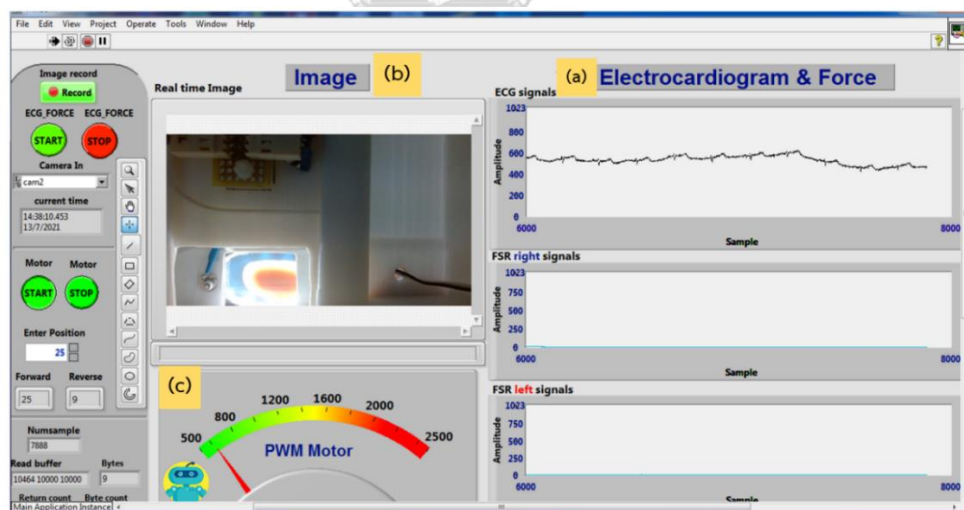 File Edit View Project Operate Tools Window Help
Image record
Record
ECG_FORCE ECG_FORCE
START STOP
Camera In
cam2
current time
14:38:10.453
13/7/2021
Motor Motor
START STOP
Enter Position
25
Forward Reverse
25 9
Numsample
7888
Read buffer Bytes
10464 10000 10000 9
Return count Byte count
Main Application Instance
Image (b)
Real time Image
(c)
500 800 1200 1600 2000 2500
PWM Motor
(a) Electrocardiogram & Force
ECG signals
Amplitude
1023
800
600
400
200
0
6000 8000
Sample
FSR right signals
Amplitude
1023
750
500
250
0
6000 8000
Sample
FSR left signals
Amplitude
1023
750
500
250
0
6000 8000
Sample